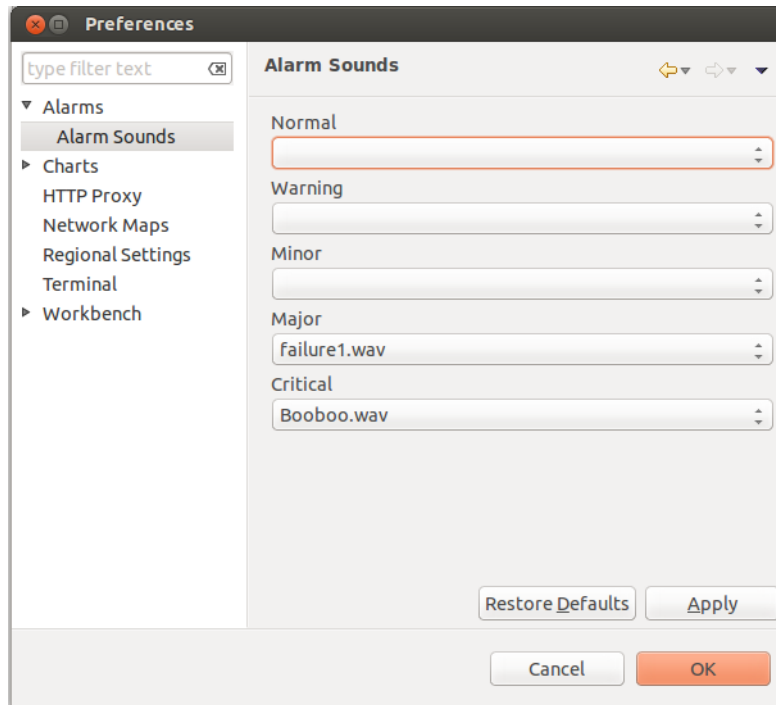 Preferences
type filter text
Alarms
Alarm Sounds
Charts
HTTP Proxy
Network Maps
Regional Settings
Terminal
Workbench
Alarm Sounds
Normal
Warning
Minor
Major
failure1.wav
Critical
Booboo.wav
Restore Defaults
Apply
Cancel
OK